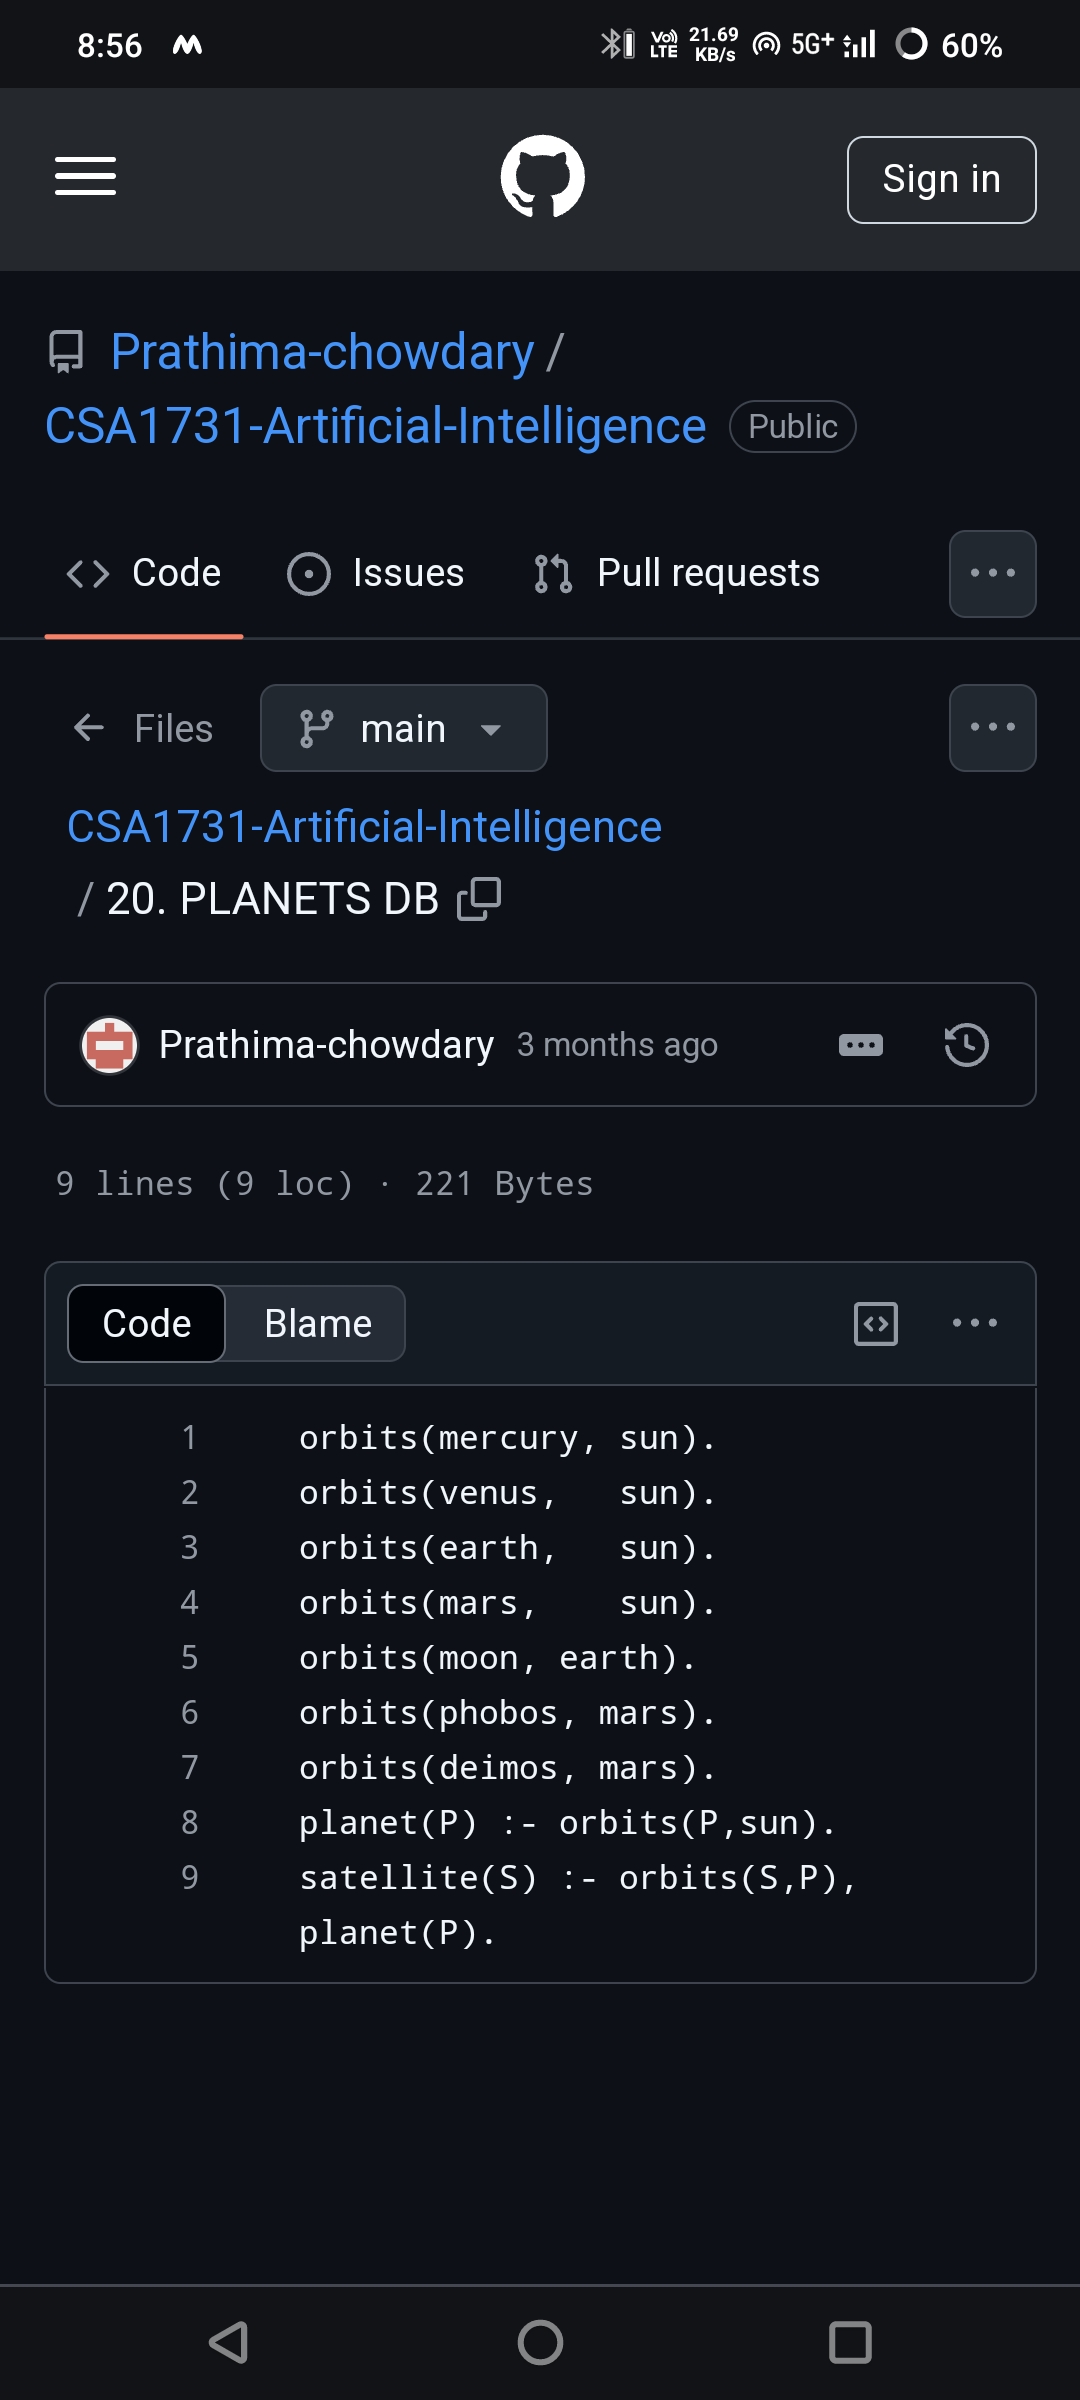 8:56 Vo) LTE 21.69 KB/s 5G+ 60%
Sign in
Prathima-chowdary /
CSA1731-Artificial-Intelligence Public
Code Issues Pull requests
Files main
CSA1731-Artificial-Intelligence
/ 20. PLANETS DB
Prathima-chowdary 3 months ago
9 lines (9 loc) · 221 Bytes
Code Blame
1 orbits(mercury, sun).
2 orbits(venus,   sun).
3 orbits(earth,   sun).
4 orbits(mars,    sun).
5 orbits(moon, earth).
6 orbits(phobos, mars).
7 orbits(deimos, mars).
8 planet(P) :- orbits(P,sun).
9 satellite(S) :- orbits(S,P),
planet(P).